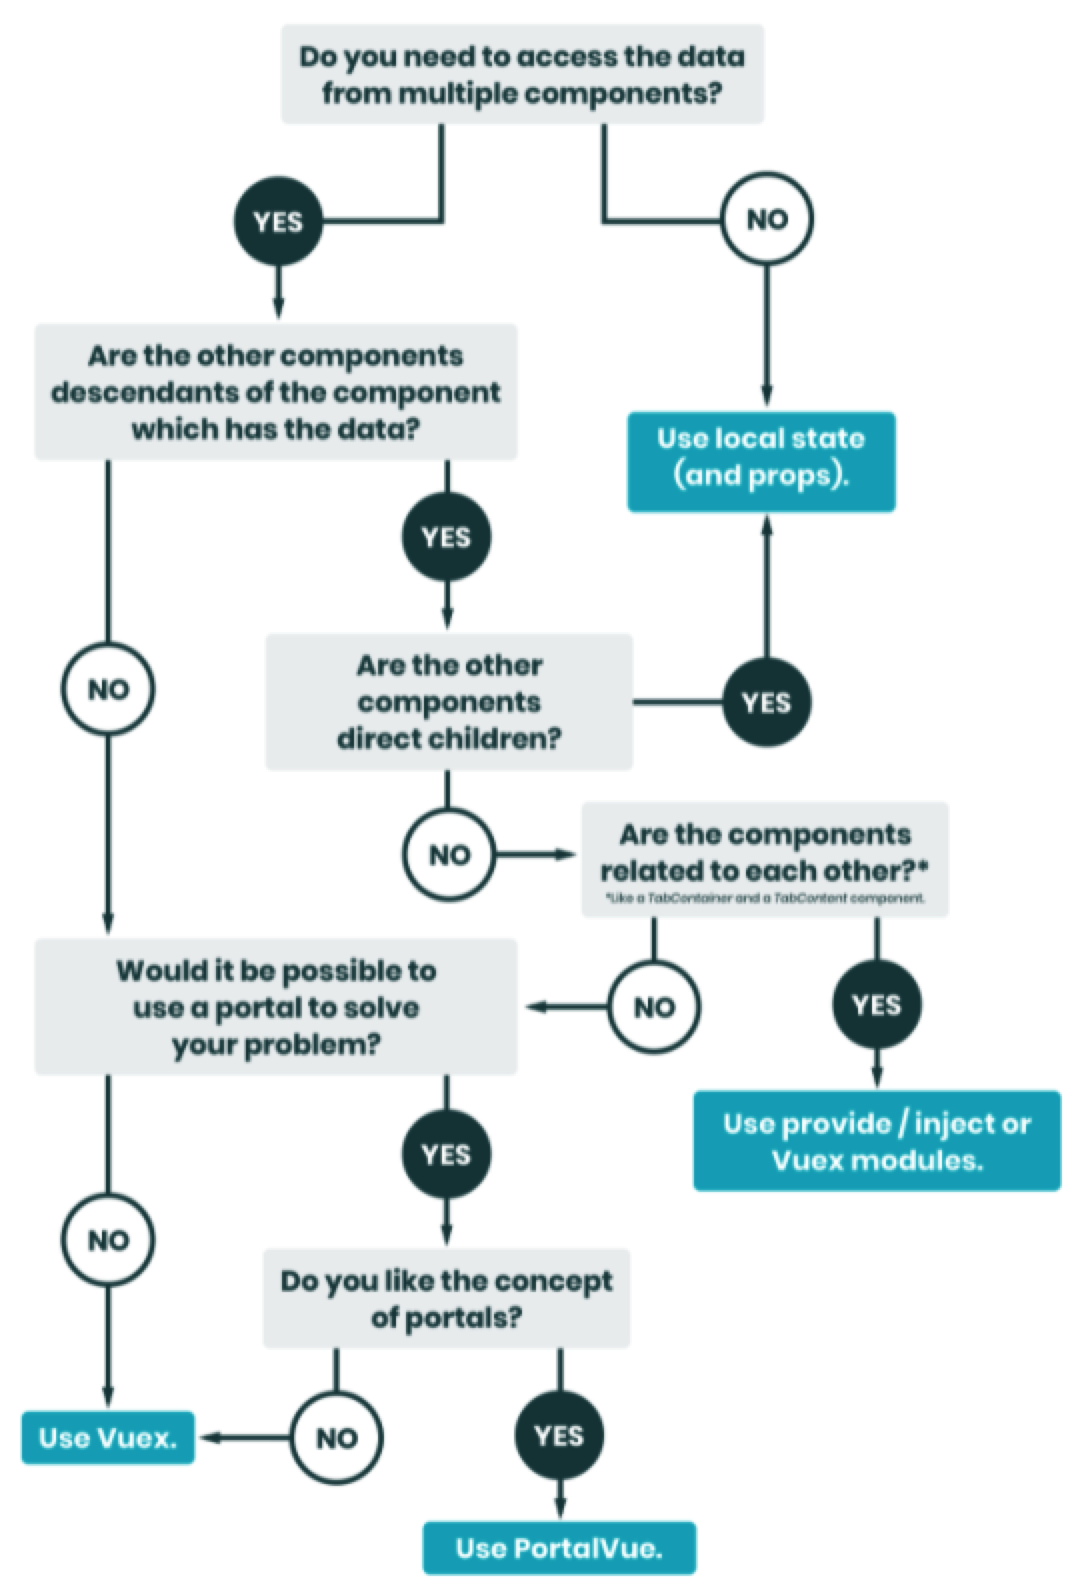 Do you need to access the data
from multiple components?
YES
NO
Are the other components
descendants of the component
which has the data?
Use local state
(and props).
YES
NO
Are the other
components
direct children?
YES
NO
Are the components
related to each other?*
*Like a TabContainer and a TabContent component.
Would it be possible to
use a portal to solve
your problem?
NO
YES
Use provide / inject or
Vuex modules.
YES
NO
Do you like the concept
of portals?
Use Vuex.
NO
YES
Use PortalVue.